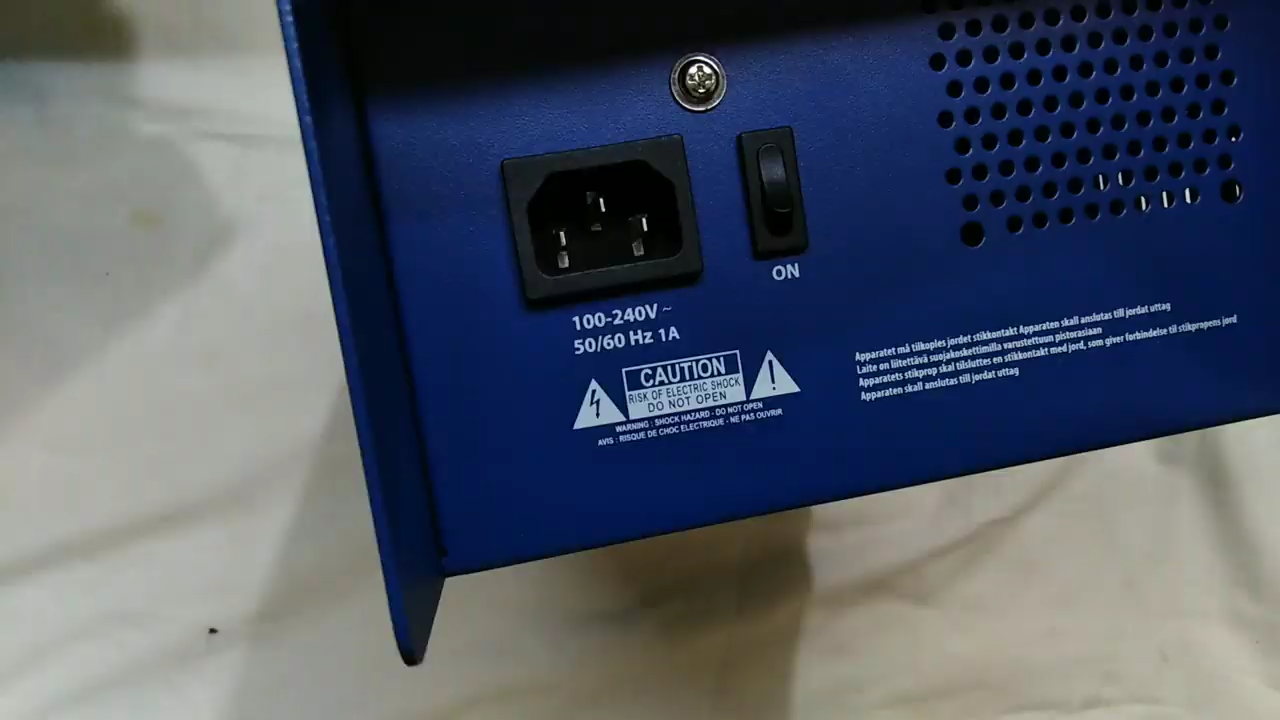 ON
100-240V ~
50/60 Hz 1A
CAUTION
RISK OF ELECTRIC SHOCK
DO NOT OPEN
WARNING : SHOCK HAZARD - DO NOT OPEN
AVIS : RISQUE DE CHOC ELECTRIQUE - NE PAS OUVRIR
Apparatet må tilkoples jordet stikkontakt Apparaten skall anslutas till jordat uttag
Laite on liitettävä suojakoskettimilla varustettuun pistorasiaan
Apparatets stikprop skal tilsluttes en stikkontakt med jord, som giver forbindelse til stikpropens jord
Apparaten skall anslutas till jordat uttag